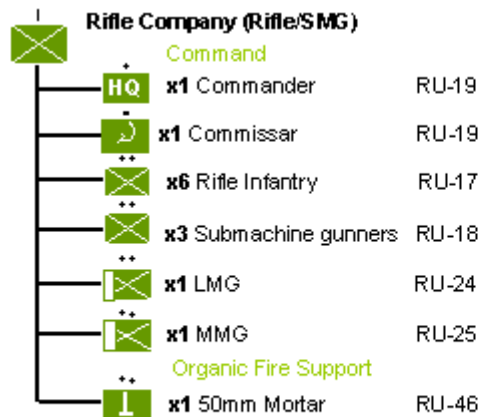 Rifle Company (Rifle/SMG)
Command
HQ x1 Commander RU-19
x1 Commissar RU-19
x6 Rifle Infantry RU-17
x3 Submachine gunners RU-18
x1 LMG RU-24
x1 MMG RU-25
Organic Fire Support
x1 50mm Mortar RU-46